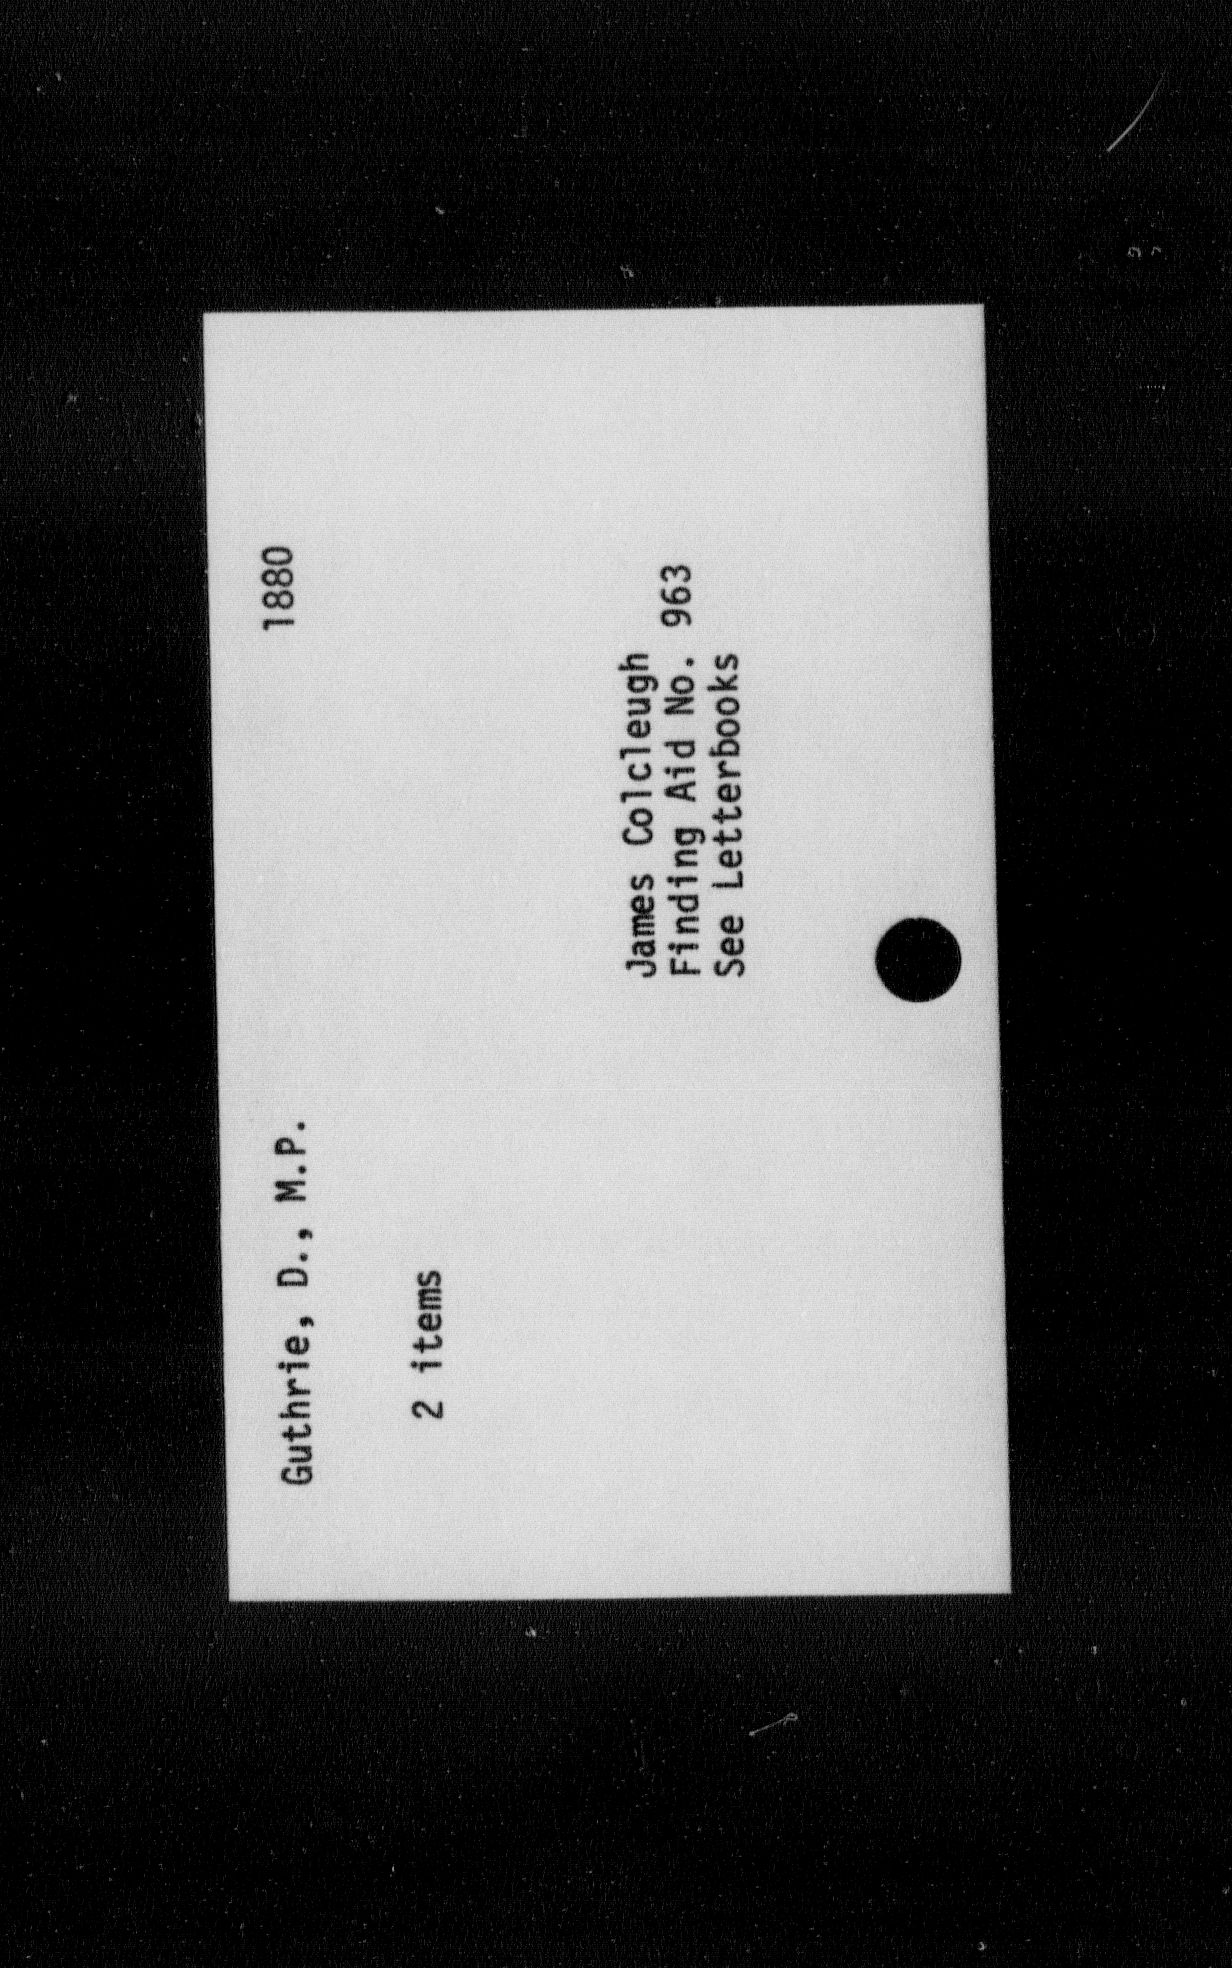 Guthrie, D., M.P. 1880
2 items
James Colcleugh
Finding Aid No. 963
See Letterbooks